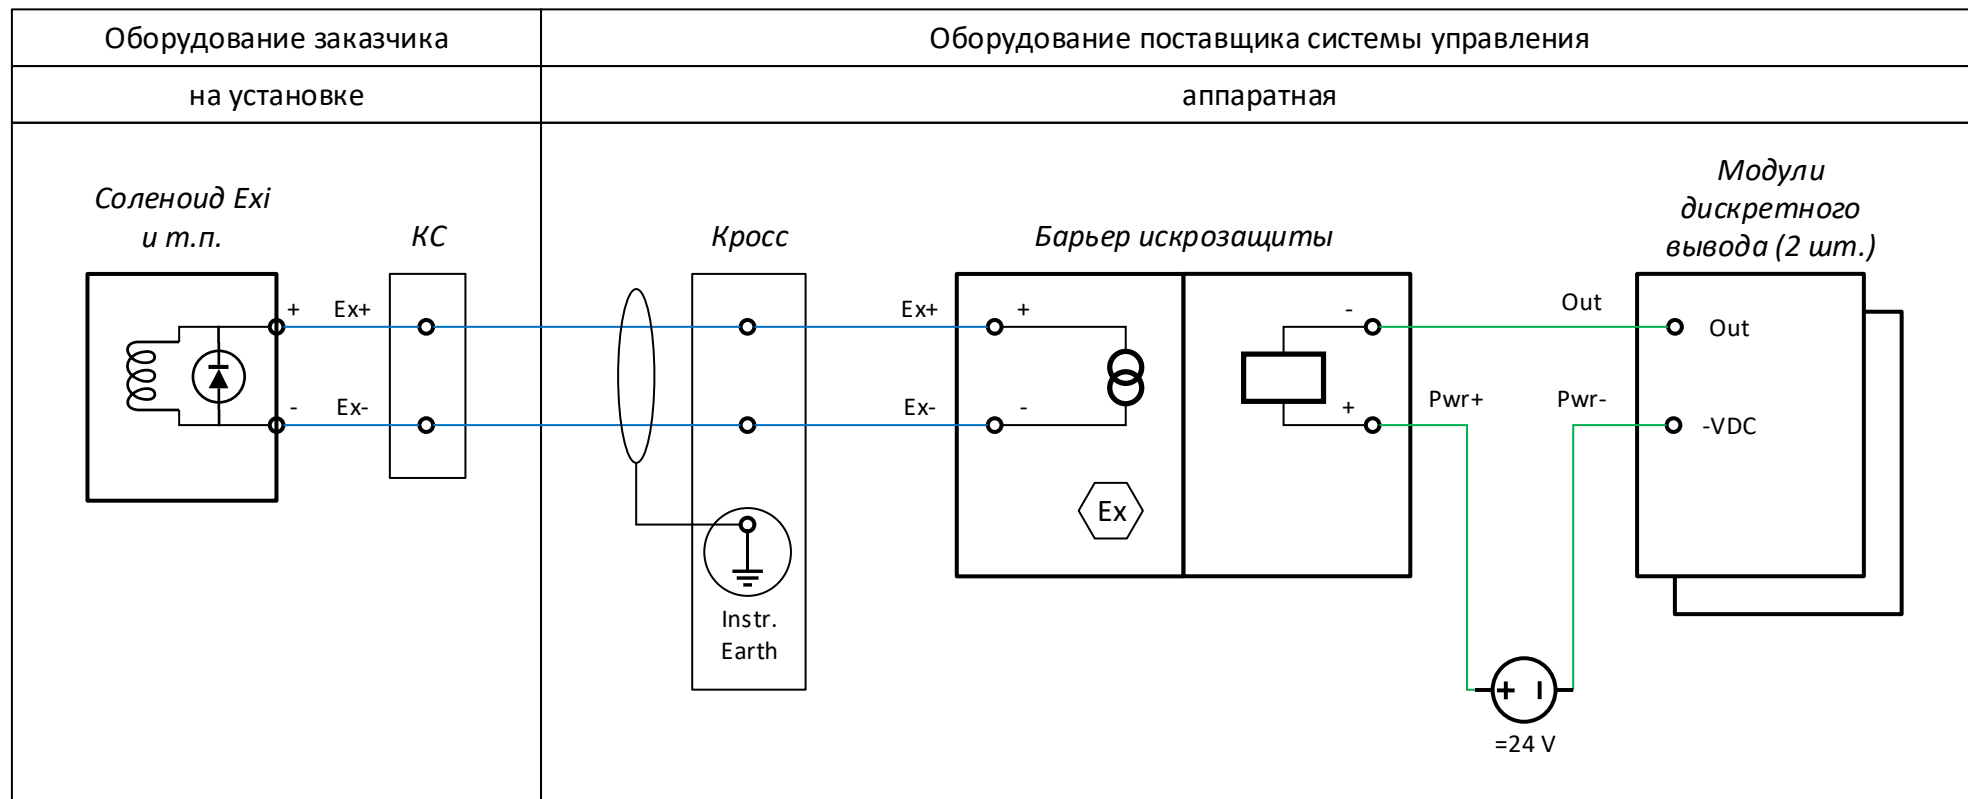 Оборудование заказчика
Оборудование поставщика системы управления
на установке
аппаратная
Соленоид Exi
и т.п.
КС
Кросс
Барьер искрозащиты
Модули
дискретного
вывода (2 шт.)
+
Ex+
Ex+
+
-
Out
Out
-
Ex-
Ex-
-
+
Pwr+
Pwr-
-VDC
Ex
Instr.
Earth
=24 V